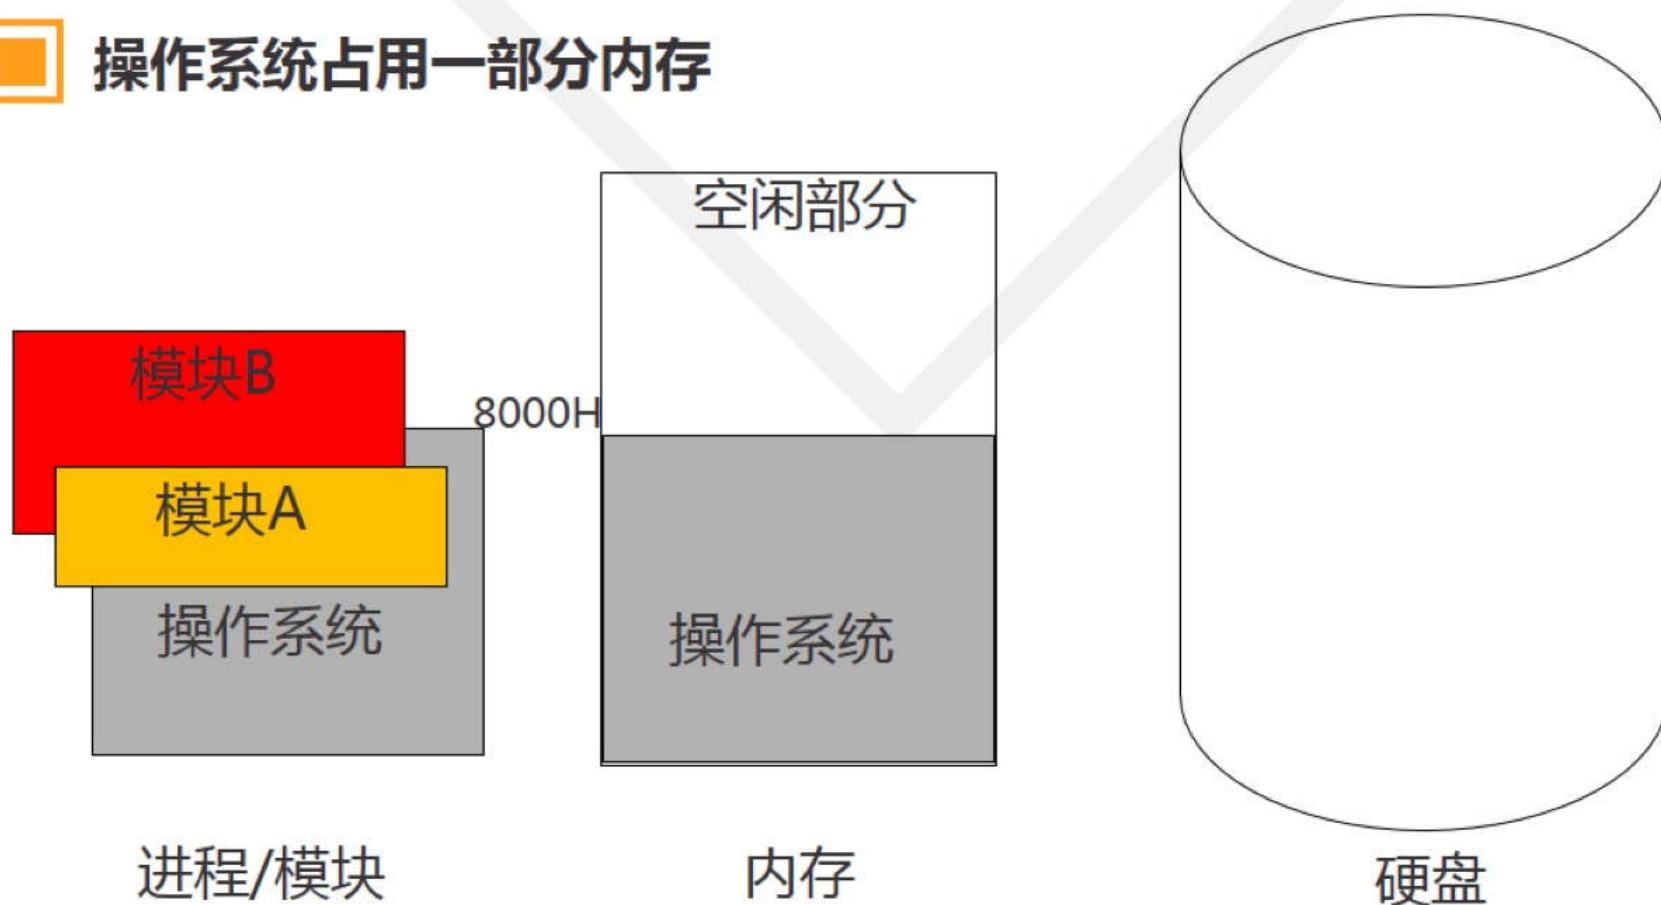 操作系统占用一部分内存
空闲部分
模块B
8000H
模块A
操作系统
操作系统
进程/模块
内存
硬盘